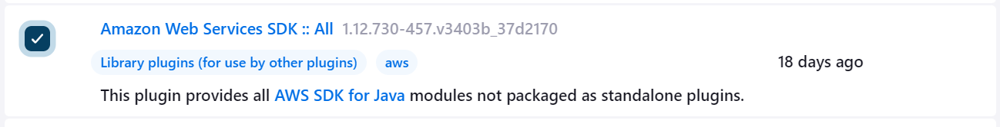 Amazon Web Services SDK :: All 1.12.730-457.v3403b_37d2170
Library plugins (for use by other plugins) aws
18 days ago
This plugin provides all AWS SDK for Java modules not packaged as standalone plugins.